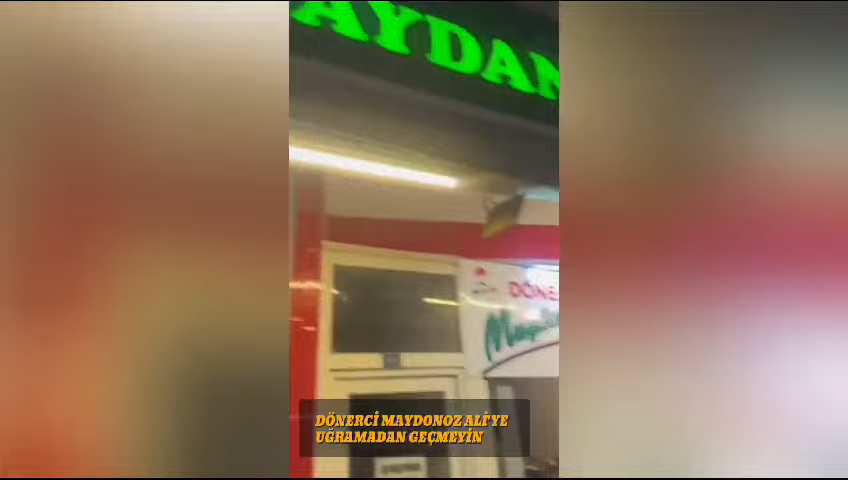 AYDAN
DÖNE
DÖNERCİ MAYDONOZ ALİ'YE
UĞRAMADAN GEÇMEYİN